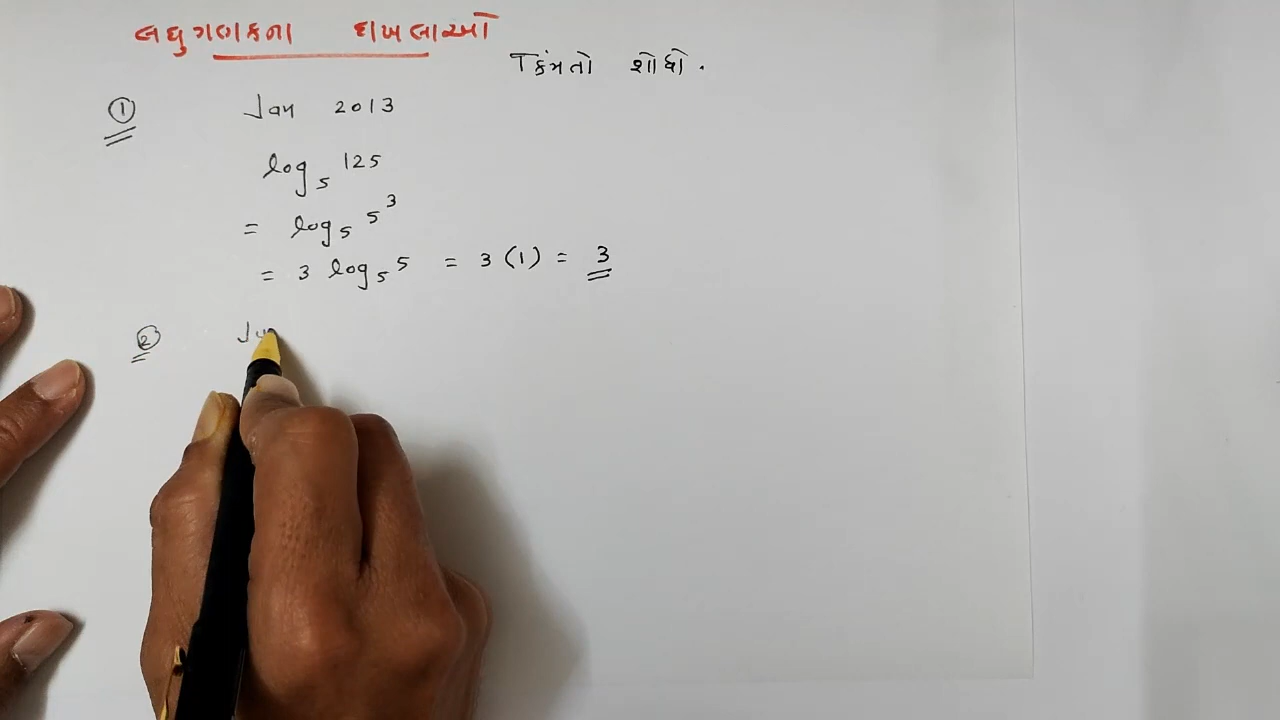 લઘુગણકના દાખલાઓ
કિંમતો શોધો.
① Jan 2013
log₅ 125
= log₅ 5³
= 3 log₅ 5 = 3 (1) = 3
②